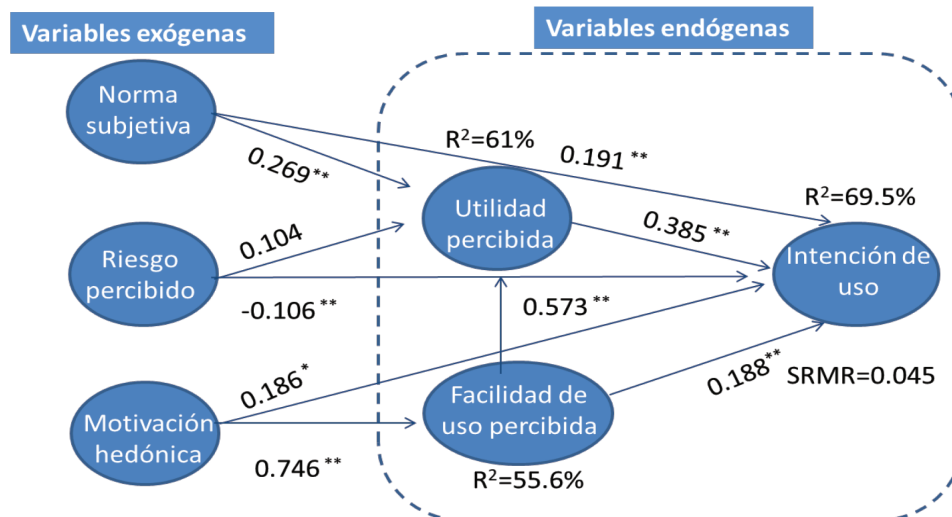 Variables exógenas
Variables endógenas
Norma
subjetiva
R²=61%
0.191 **
0.269 **
R²=69.5%
Utilidad
percibida
0.104
0.385 **
Riesgo
percibido
Intención de
uso
-0.106 **
0.573 **
0.186 *
0.188 **
SRMR=0.045
Facilidad de
uso percibida
Motivación
hedónica
0.746 **
R²=55.6%